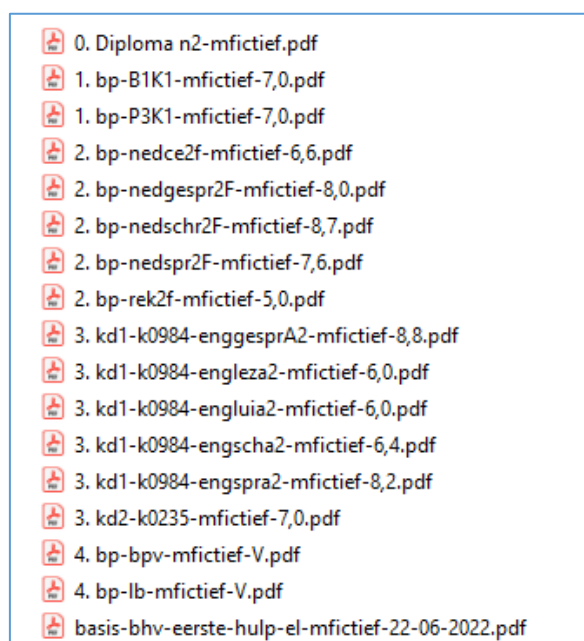 0. Diploma n2-mfictief.pdf
1. bp-B1K1-mfictief-7,0.pdf
1. bp-P3K1-mfictief-7,0.pdf
2. bp-nedce2f-mfictief-6,6.pdf
2. bp-nedgespr2F-mfictief-8,0.pdf
2. bp-nedschr2F-mfictief-8,7.pdf
2. bp-nedspr2F-mfictief-7,6.pdf
2. bp-rek2f-mfictief-5,0.pdf
3. kd1-k0984-enggesprA2-mfictief-8,8.pdf
3. kd1-k0984-engleza2-mfictief-6,0.pdf
3. kd1-k0984-engluia2-mfictief-6,0.pdf
3. kd1-k0984-engscha2-mfictief-6,4.pdf
3. kd1-k0984-engspra2-mfictief-8,2.pdf
3. kd2-k0235-mfictief-7,0.pdf
4. bp-bpv-mfictief-V.pdf
4. bp-lb-mfictief-V.pdf
basis-bhv-eerste-hulp-el-mfictief-22-06-2022.pdf